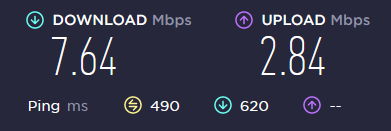 DOWNLOAD Mbps UPLOAD Mbps
7.64 2.84
Ping ms 490 620 --